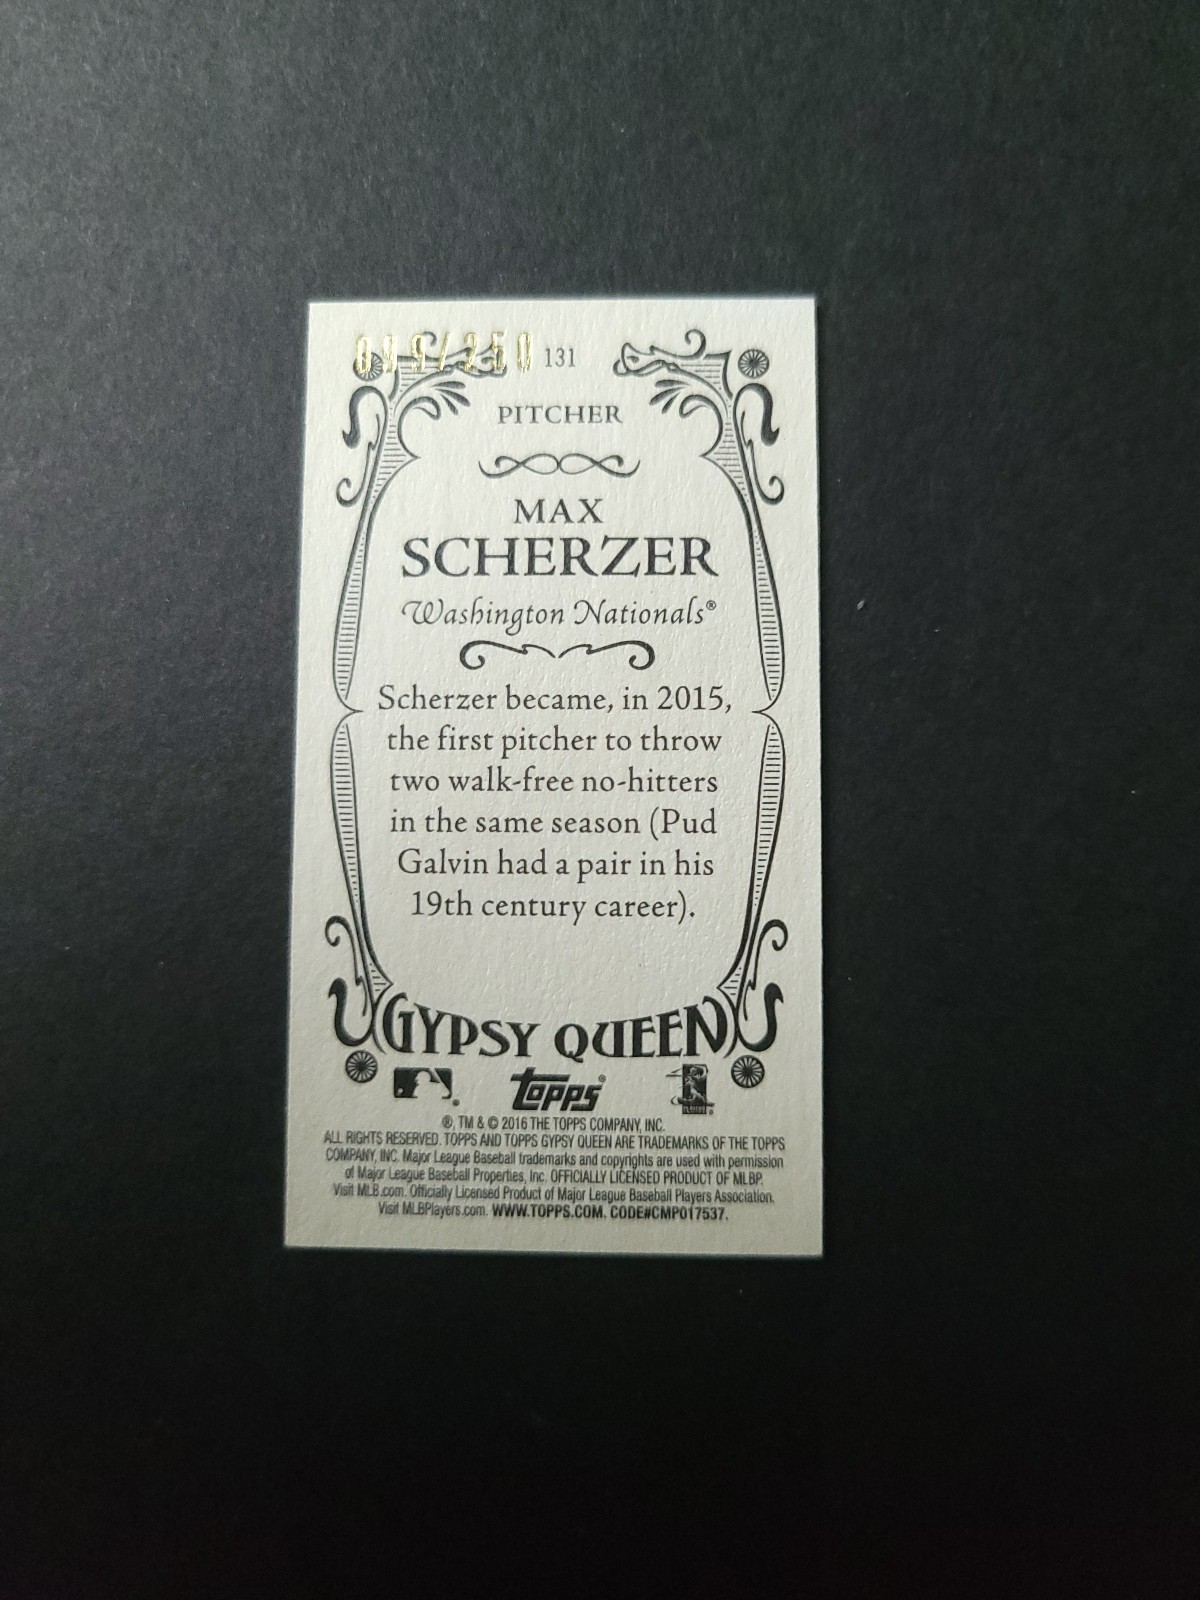 099/250 131
PITCHER
MAX
SCHERZER
Washington Nationals®
Scherzer became, in 2015,
the first pitcher to throw
two walk-free no-hitters
in the same season (Pud
Galvin had a pair in his
19th century career).
GYPSY QUEEN
topps®
®, TM & © 2016 THE TOPPS COMPANY, INC.
ALL RIGHTS RESERVED. TOPPS AND TOPPS GYPSY QUEEN ARE TRADEMARKS OF THE TOPPS
COMPANY, INC. Major League Baseball trademarks and copyrights are used with permission
of Major League Baseball Properties, Inc. OFFICIALLY LICENSED PRODUCT OF MLBP.
Visit MLB.com. Officially Licensed Product of Major League Baseball Players Association.
Visit MLBPlayers.com. WWW.TOPPS.COM. CODE#CMP017537.